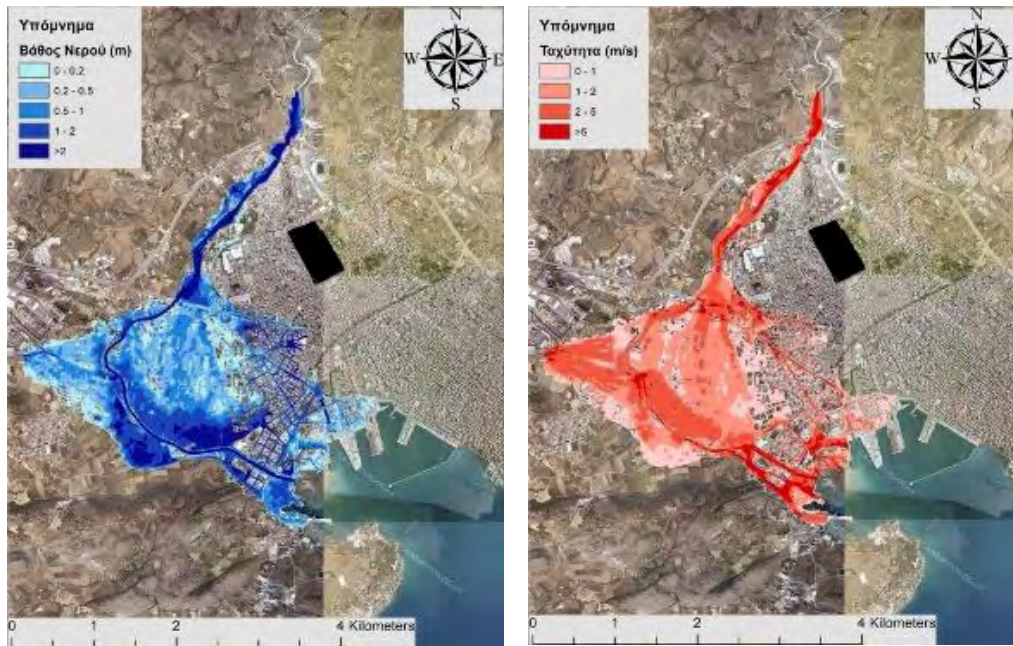 Υπόμνημα
Βάθος Νερού (m)
0 - 0.2
0.2 - 0.5
0.5 - 1
1 - 2
>2
N
W E
S
0 1 2 4 Kilometers
Υπόμνημα
Ταχύτητα (m/s)
0 - 1
1 - 2
2 - 5
>5
N
W E
S
0 1 2 4 Kilometers